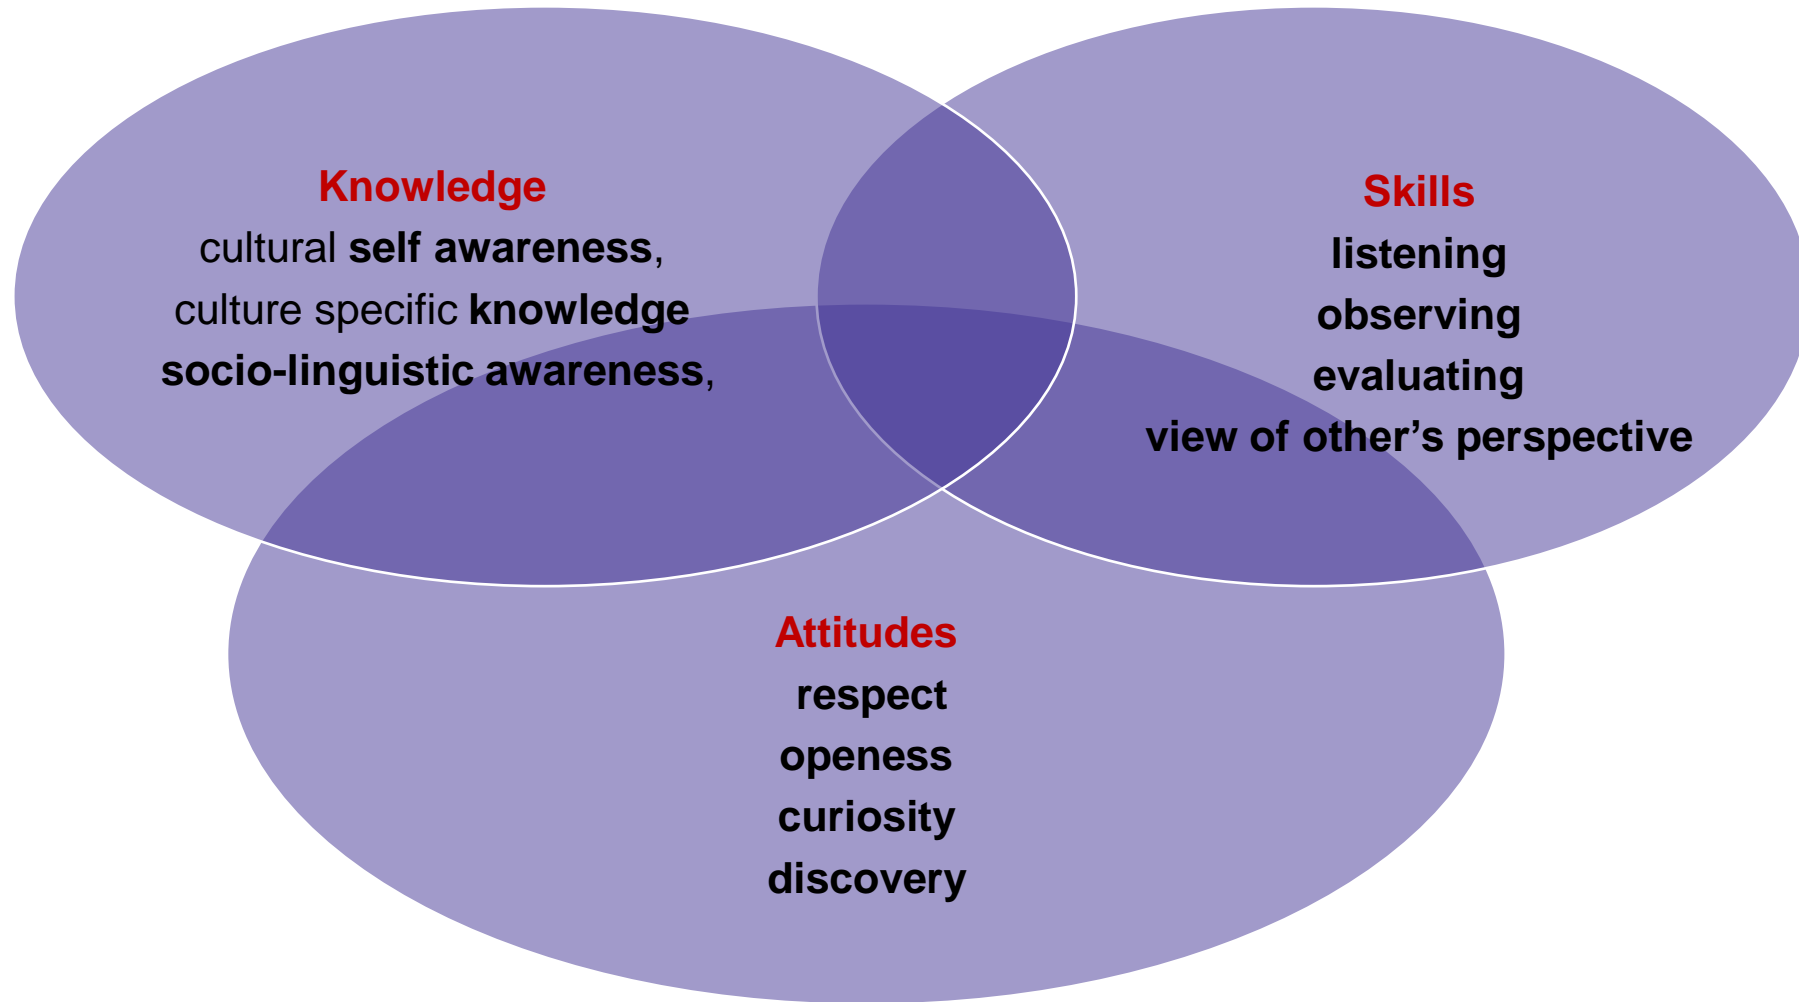 Knowledge
cultural self awareness,
culture specific knowledge
socio-linguistic awareness,
Skills
listening
observing
evaluating
view of other’s perspective
Attitudes
respect
openess
curiosity
discovery